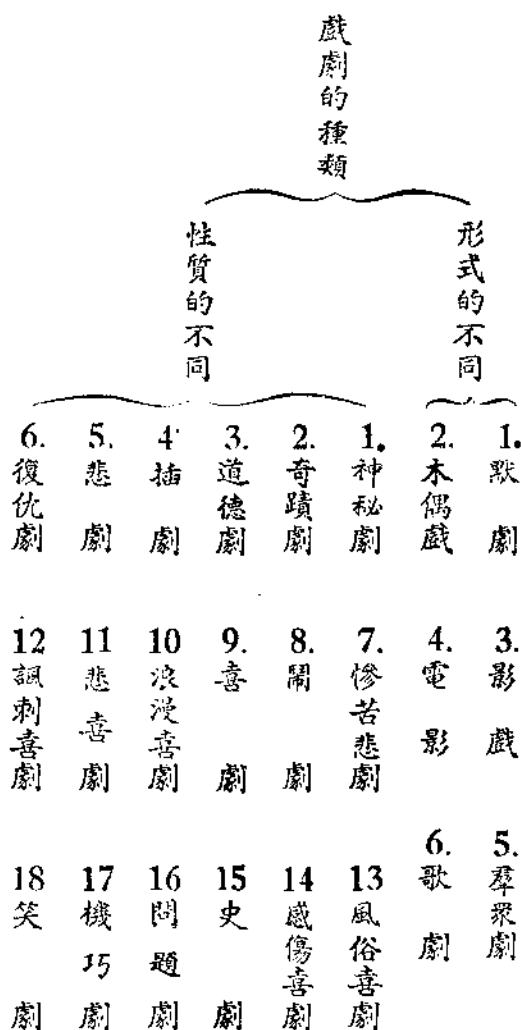 戲劇的種類
形式的不同
1. 默劇
2. 木偶戲
3. 影戲
4. 電影
5. 羣衆劇
6. 歌劇
性質的不同
1. 神秘劇
2. 奇蹟劇
3. 道德劇
4 插劇
5. 悲劇
6. 復仇劇
7. 慘苦悲劇
8. 鬧劇
9. 喜劇
10 浪漫喜劇
11 悲喜劇
12 諷刺喜劇
13 風俗喜劇
14 感傷喜劇
15 史劇
16 問題劇
17 機巧劇
18 笑劇